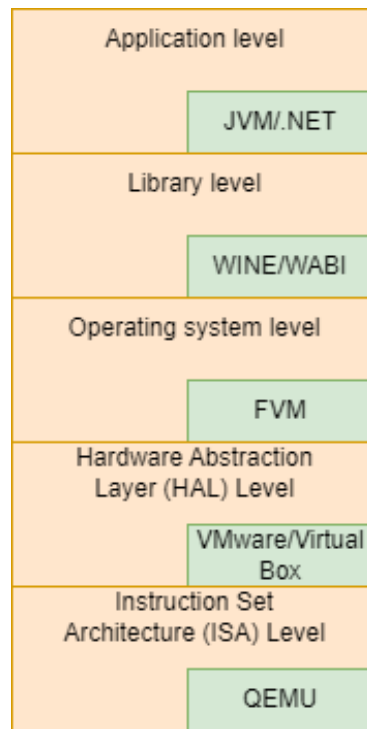 Application level
JVM/.NET
Library level
WINE/WABI
Operating system level
FVM
Hardware Abstraction
Layer (HAL) Level
VMware/Virtual
Box
Instruction Set
Architecture (ISA) Level
QEMU